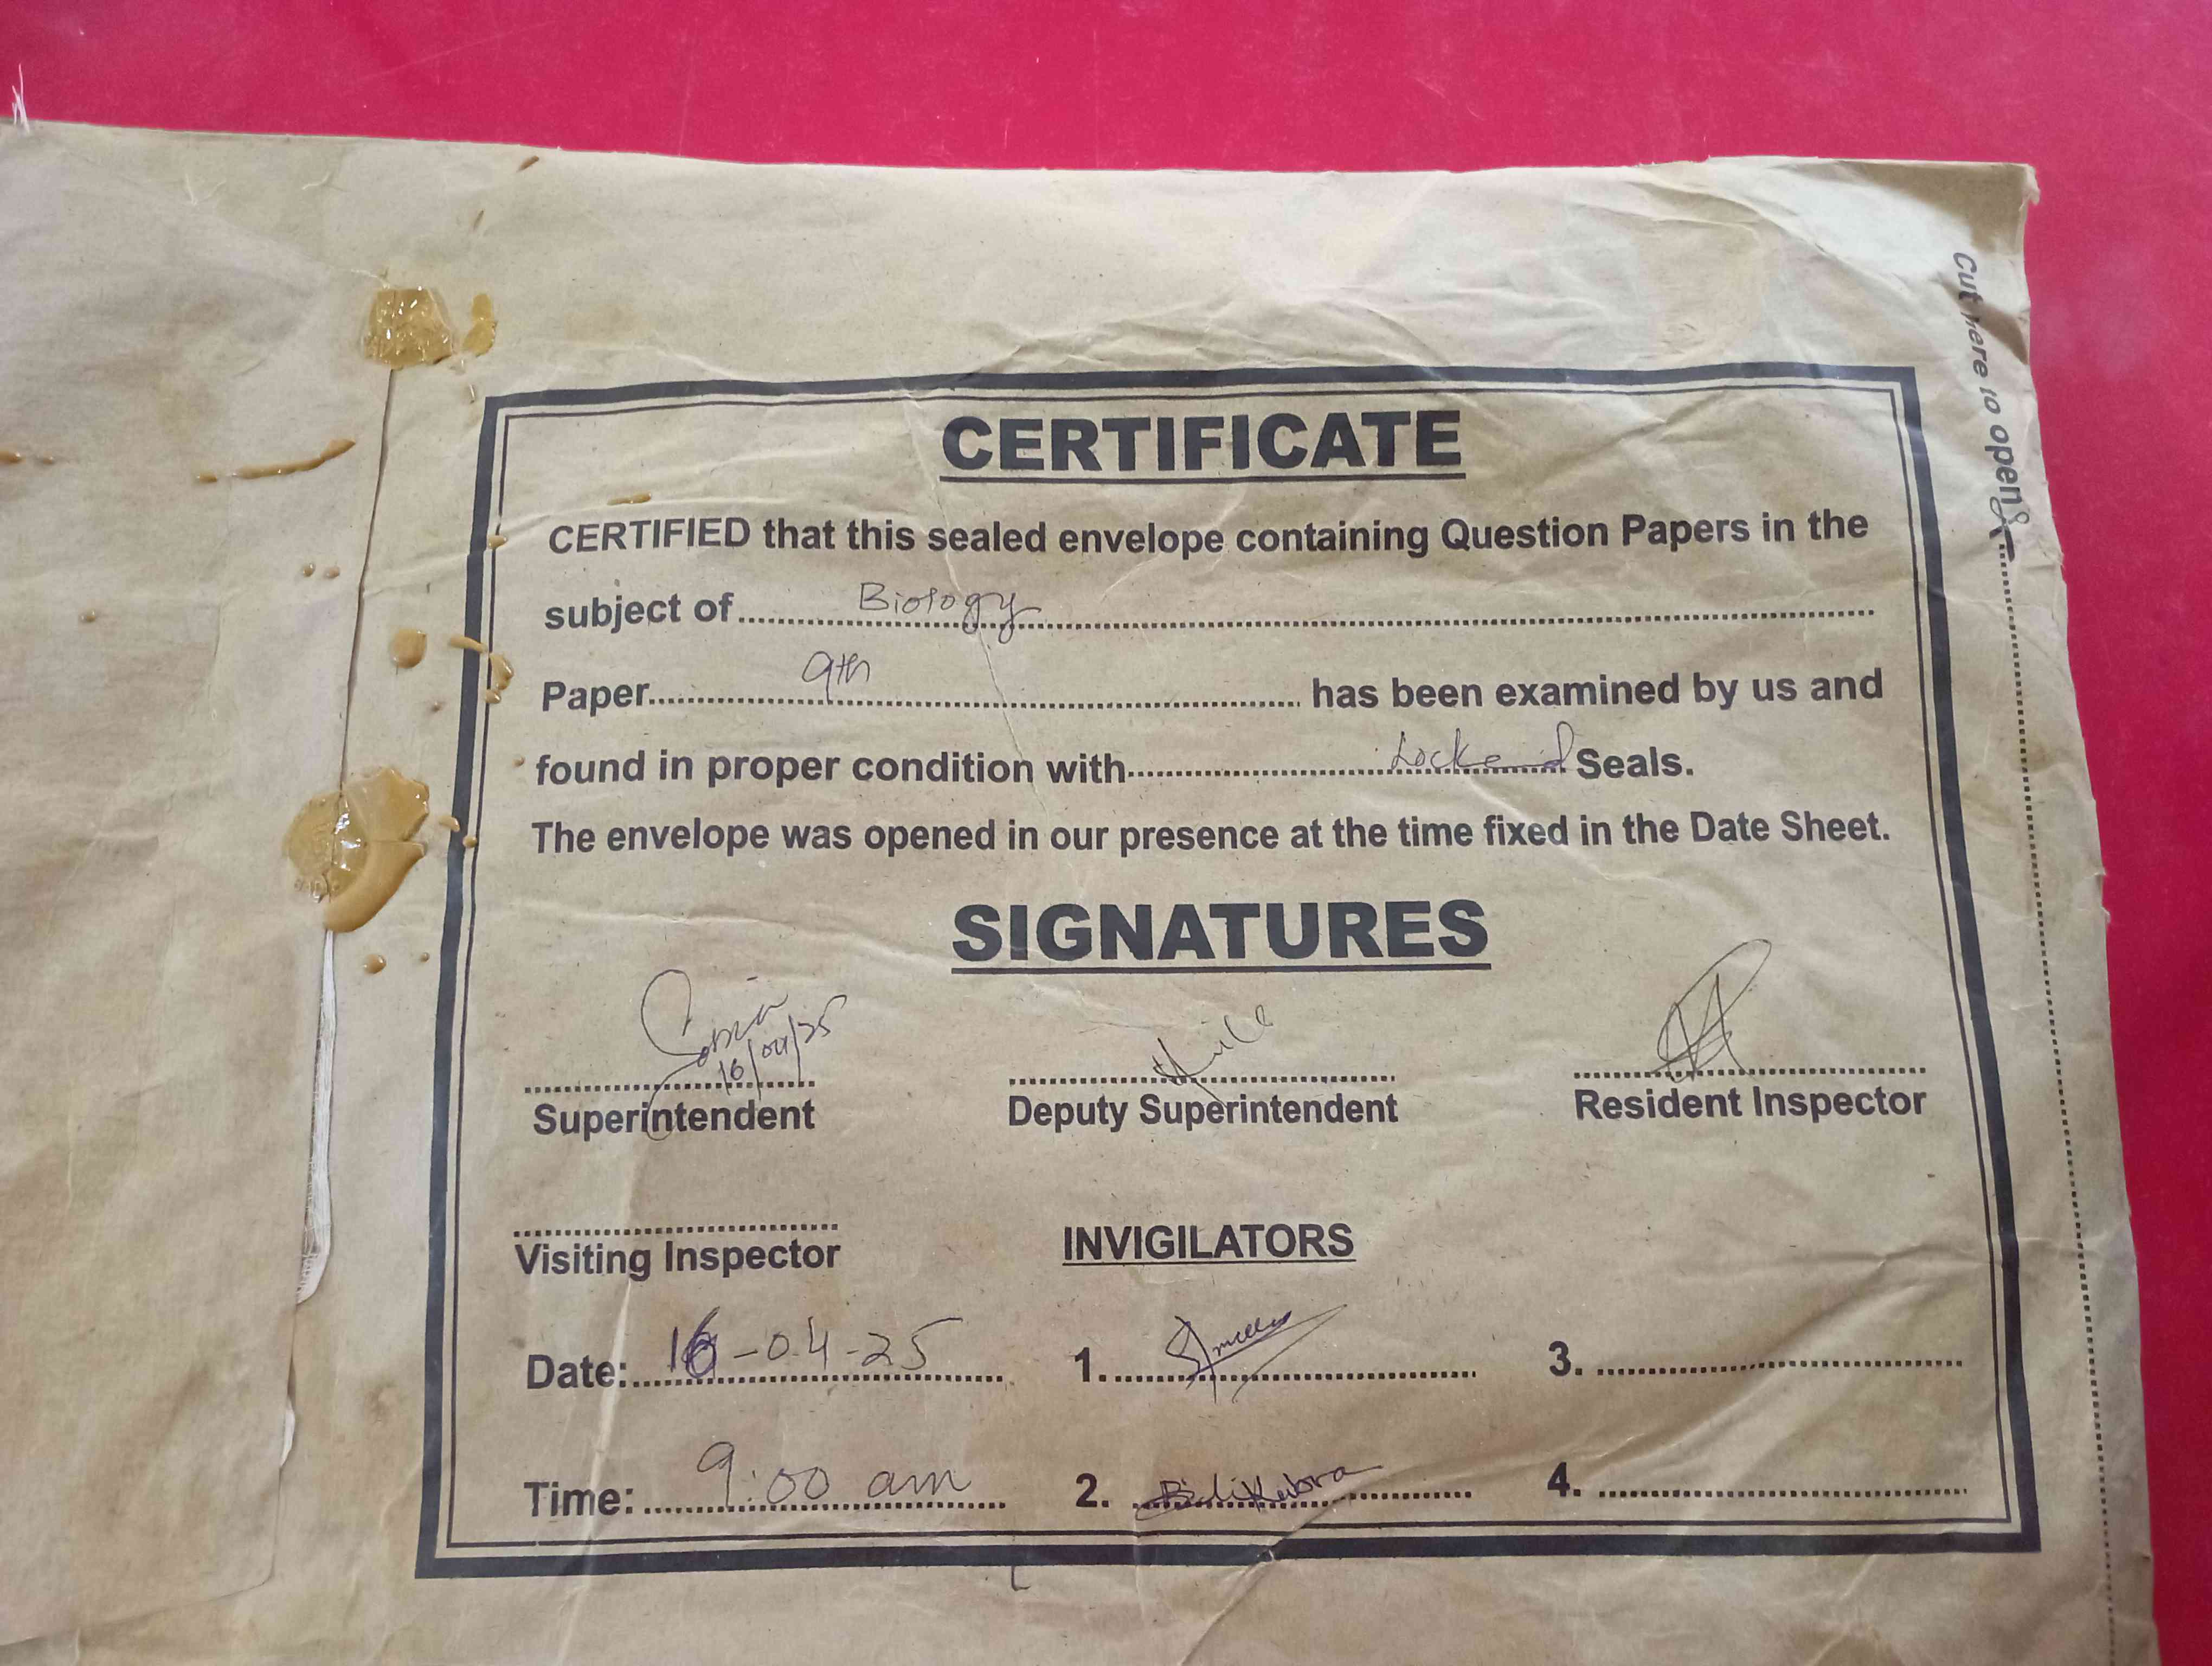 Cut here to open
CERTIFICATE
CERTIFIED that this sealed envelope containing Question Papers in the
subject of Biology
Paper 9th has been examined by us and
found in proper condition with Locked Seals.
The envelope was opened in our presence at the time fixed in the Date Sheet.
SIGNATURES
16/04/25
Superintendent Deputy Superintendent Resident Inspector
Visiting Inspector INVIGILATORS
Date: 16-04-25 1. 3.
Time: 9:00 am 2. 4.